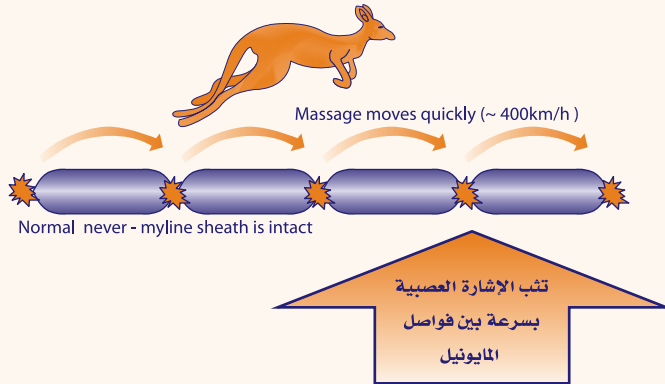 Massage moves quickly (~ 400km/h )
Normal never - myline sheath is intact
تثب الإشارة العصبية
بسرعة بين فواصل
المايونيل